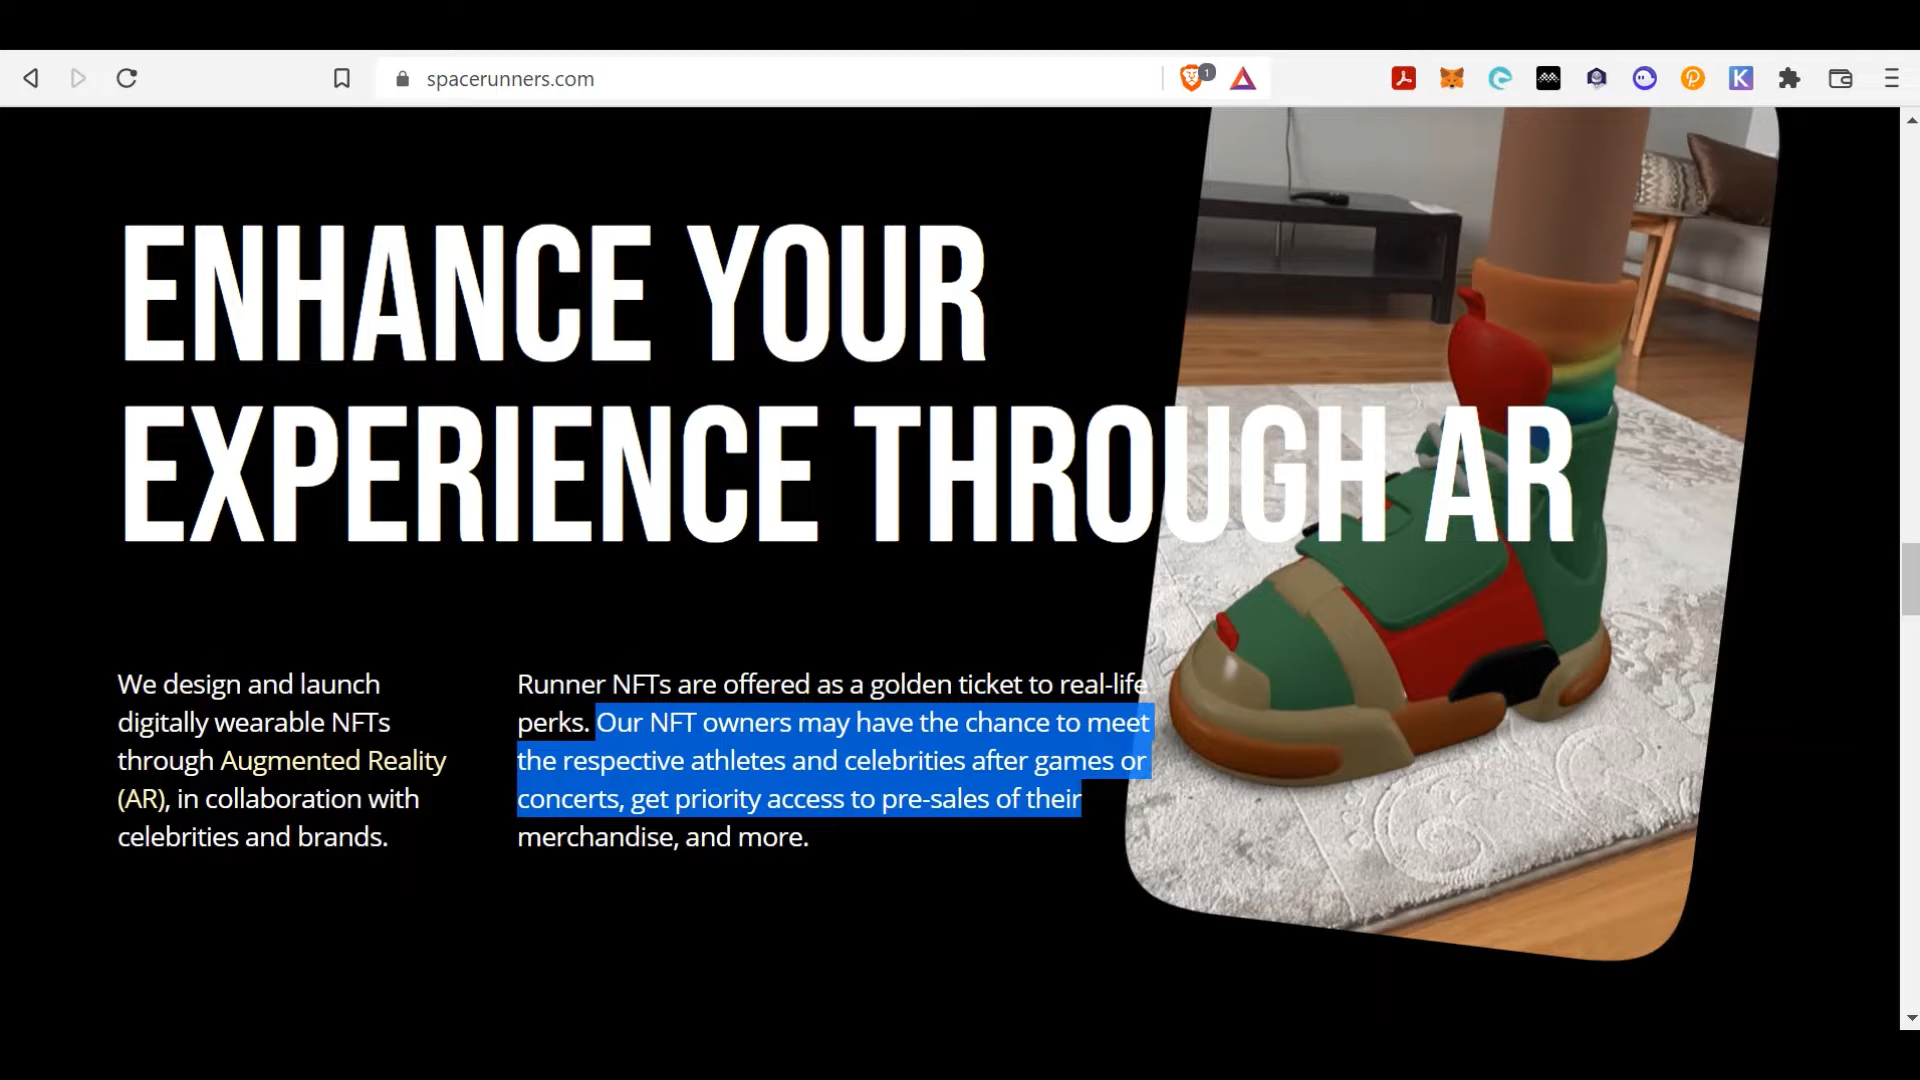 spacerunners.com
1
ENHANCE YOUR
EXPERIENCE THROUGH AR
We design and launch
digitally wearable NFTs
through Augmented Reality
(AR), in collaboration with
celebrities and brands.
Runner NFTs are offered as a golden ticket to real-life
perks. Our NFT owners may have the chance to meet
the respective athletes and celebrities after games or
concerts, get priority access to pre-sales of their
merchandise, and more.